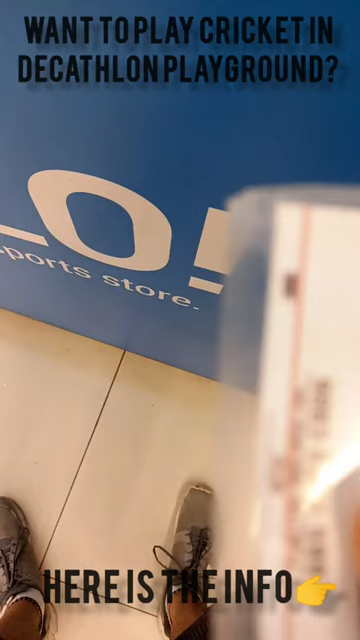 WANT TO PLAY CRICKET IN
DECATHLON PLAYGROUND?
LO!
sports store.
HERE IS THE INFO👉